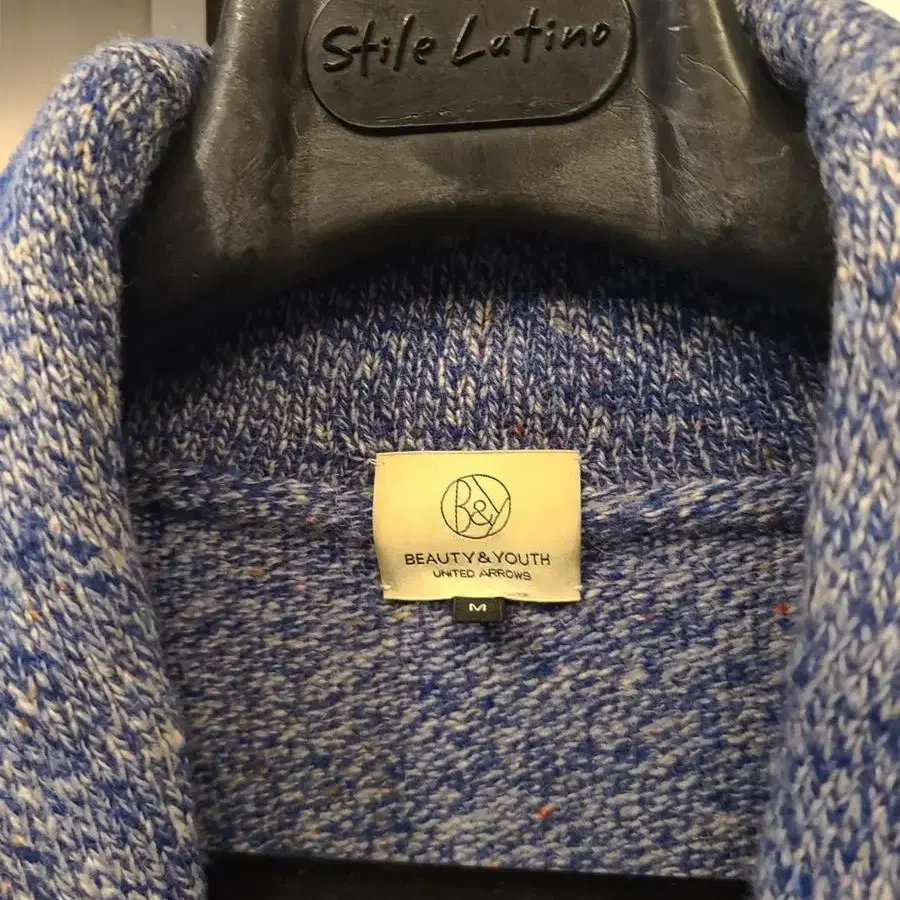 Stile Latino
B&Y
BEAUTY & YOUTH
UNITED ARROWS
M